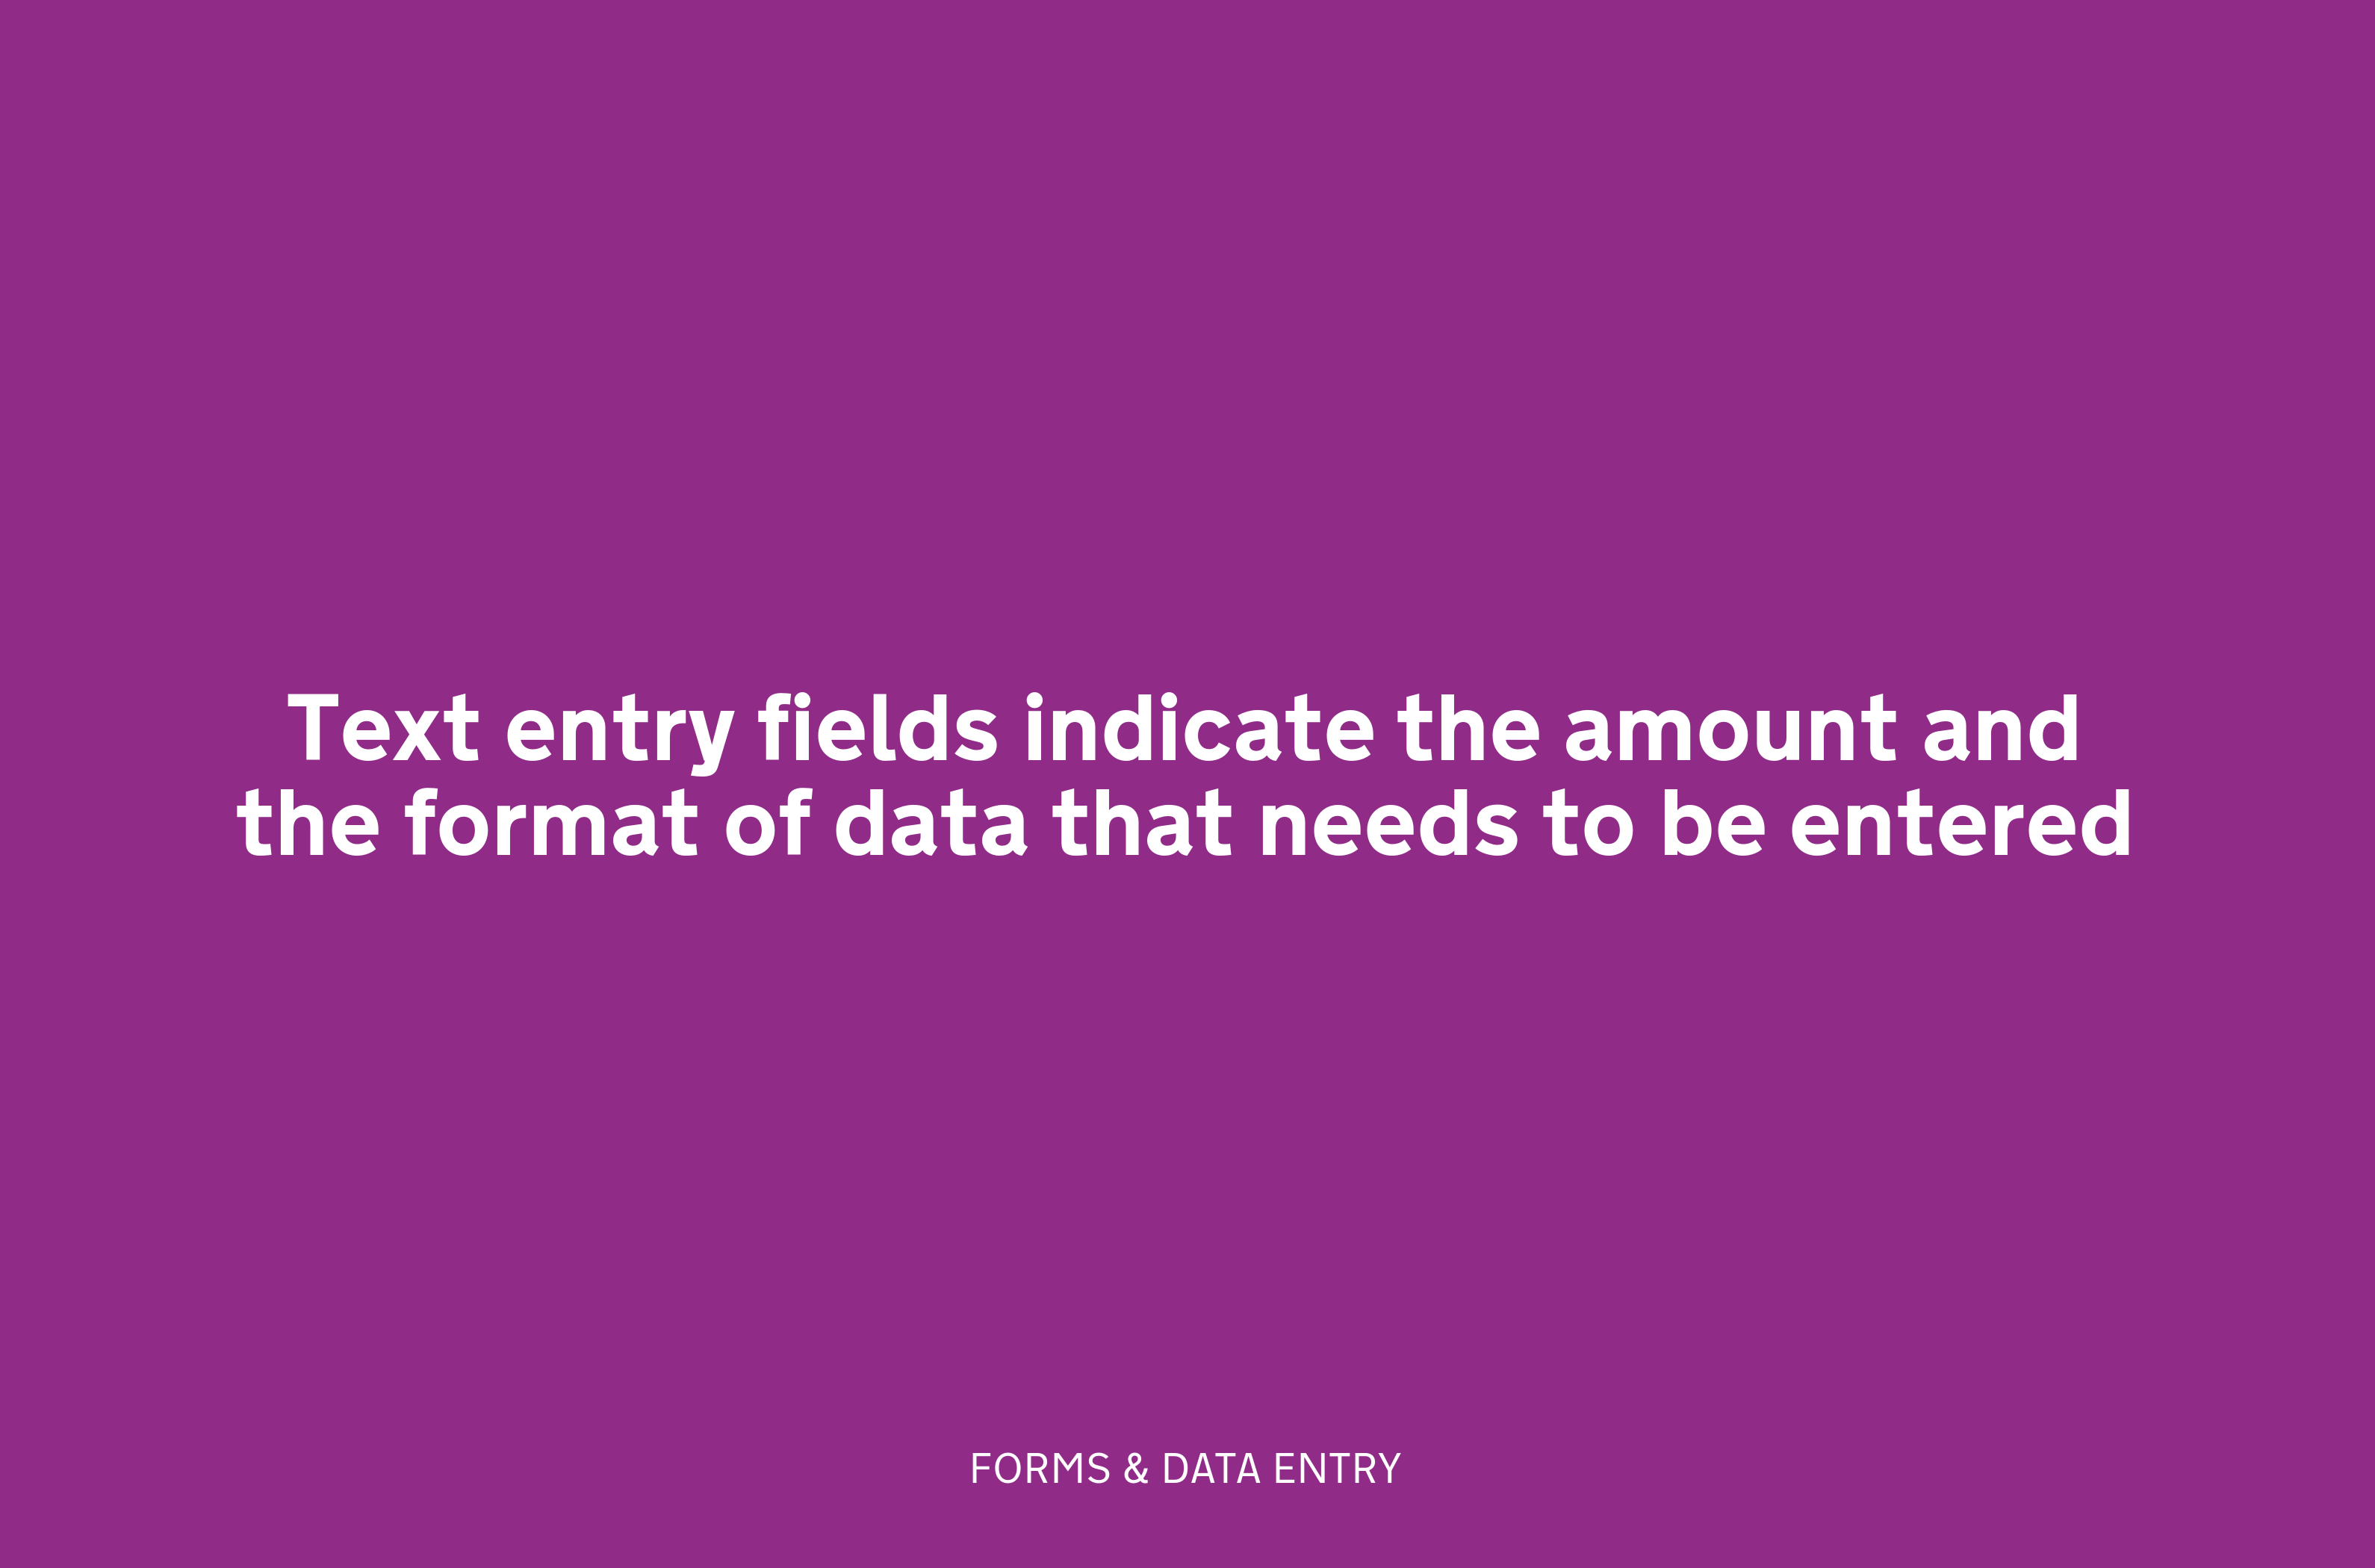 Text entry fields indicate the amount and
the format of data that needs to be entered
FORMS & DATA ENTRY